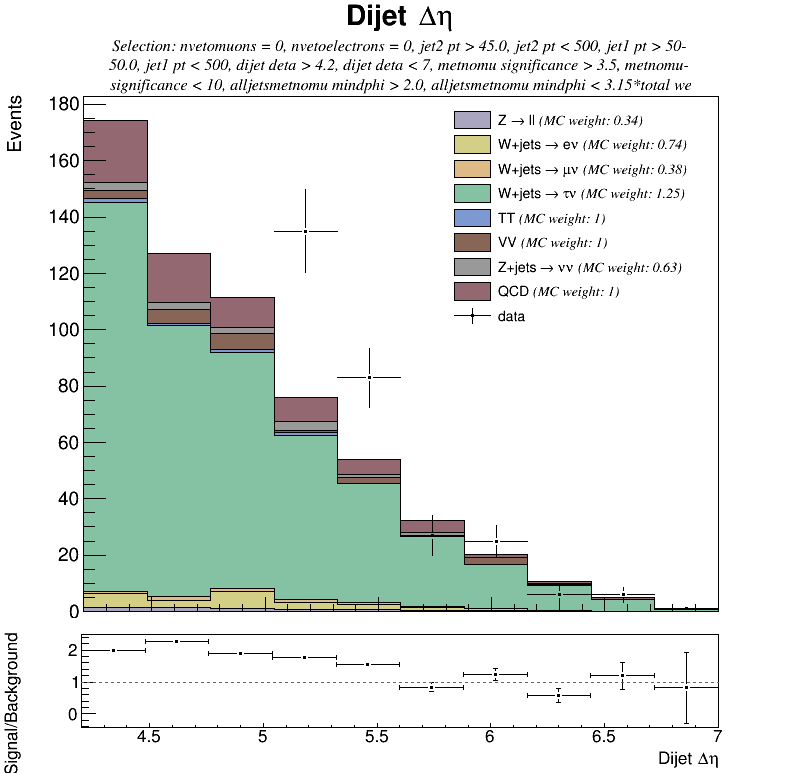 Dijet Δη
Selection: nvetomuons = 0, nvetoelectrons = 0, jet2 pt > 45.0, jet2 pt < 500, jet1 pt > 50-
50.0, jet1 pt < 500, dijet deta > 4.2, dijet deta < 7, metnomu significance > 3.5, metnomu-
significance < 10, alljetsmetnomu mindphi > 2.0, alljetsmetnomu mindphi < 3.15*total we
Events
180
160
140
120
100
80
60
40
20
0
Z → ll (MC weight: 0.34)
W+jets → eν (MC weight: 0.74)
W+jets → μν (MC weight: 0.38)
W+jets → τν (MC weight: 1.25)
TT (MC weight: 1)
VV (MC weight: 1)
Z+jets → νν (MC weight: 0.63)
QCD (MC weight: 1)
data
Signal/Background
2
1
0
4.5 5 5.5 6 6.5 7
Dijet Δη